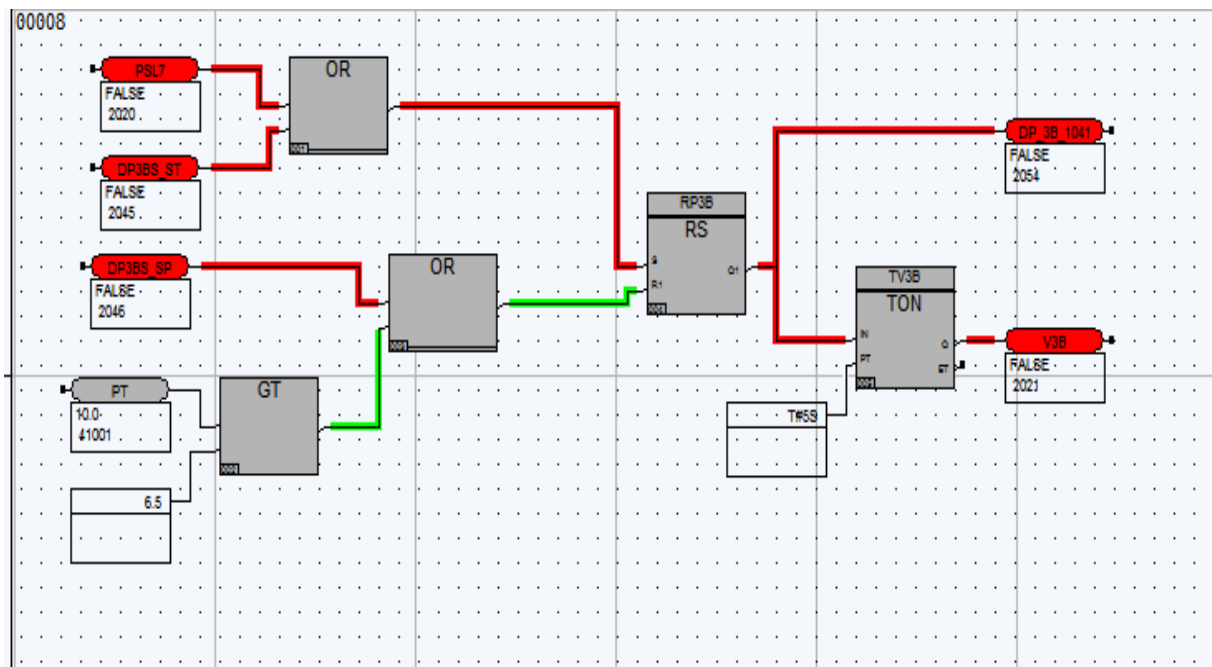 00008
PSL7
FALSE
2020
OR
DP3BS_ST
FALSE
2045
DP3BS_SP
FALSE
2046
OR
PT
10.0
41001
GT
6.5
RP3B
RS
S
R1
Q1
DP_3B_1041
FALSE
2054
TV3B
TON
IN
PT
Q
ET
T#5S
V3B
FALSE
2021